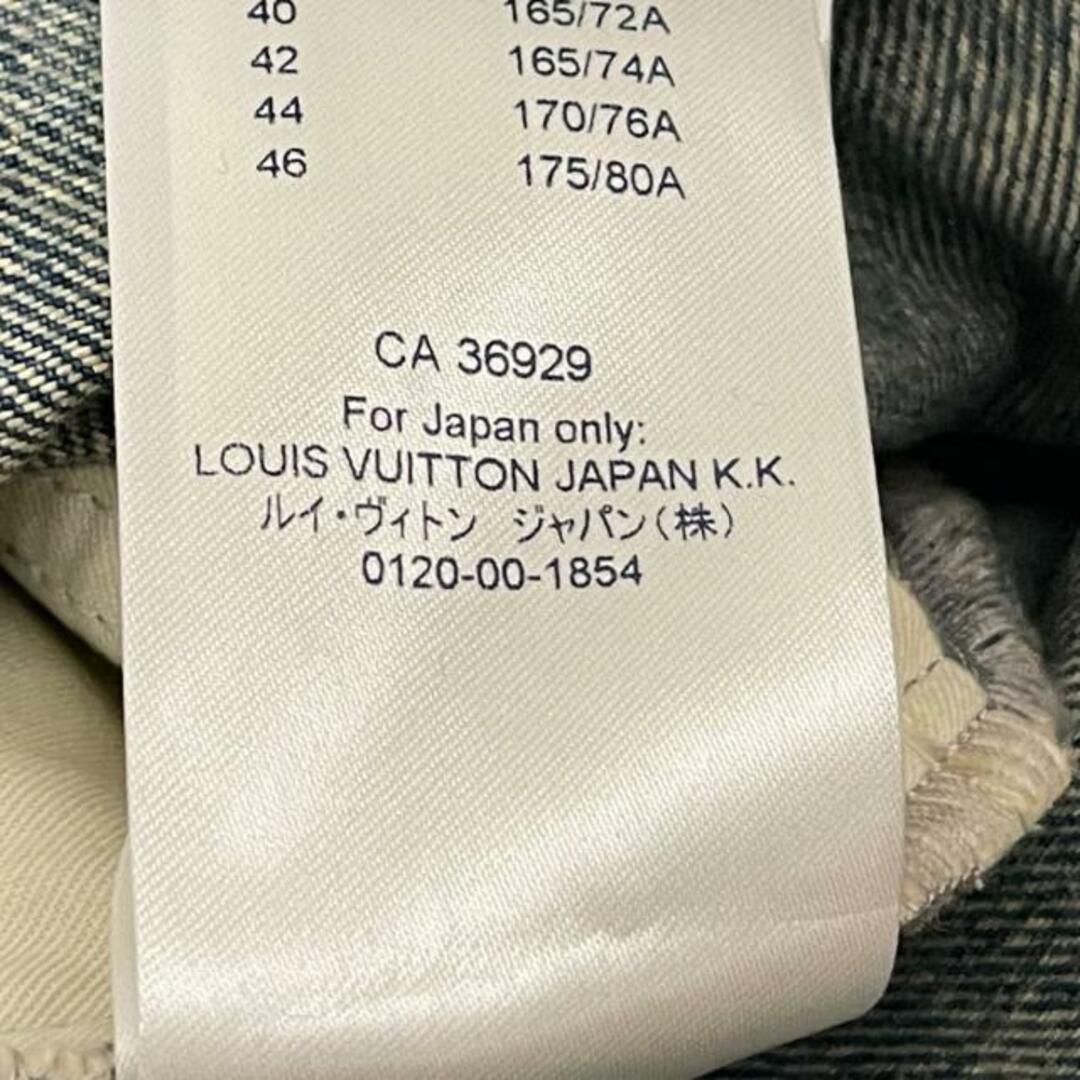 40 165/72A
42 165/74A
44 170/76A
46 175/80A
CA 36929
For Japan only:
LOUIS VUITTON JAPAN K.K.
ルイ・ヴィトン ジャパン(株)
0120-00-1854